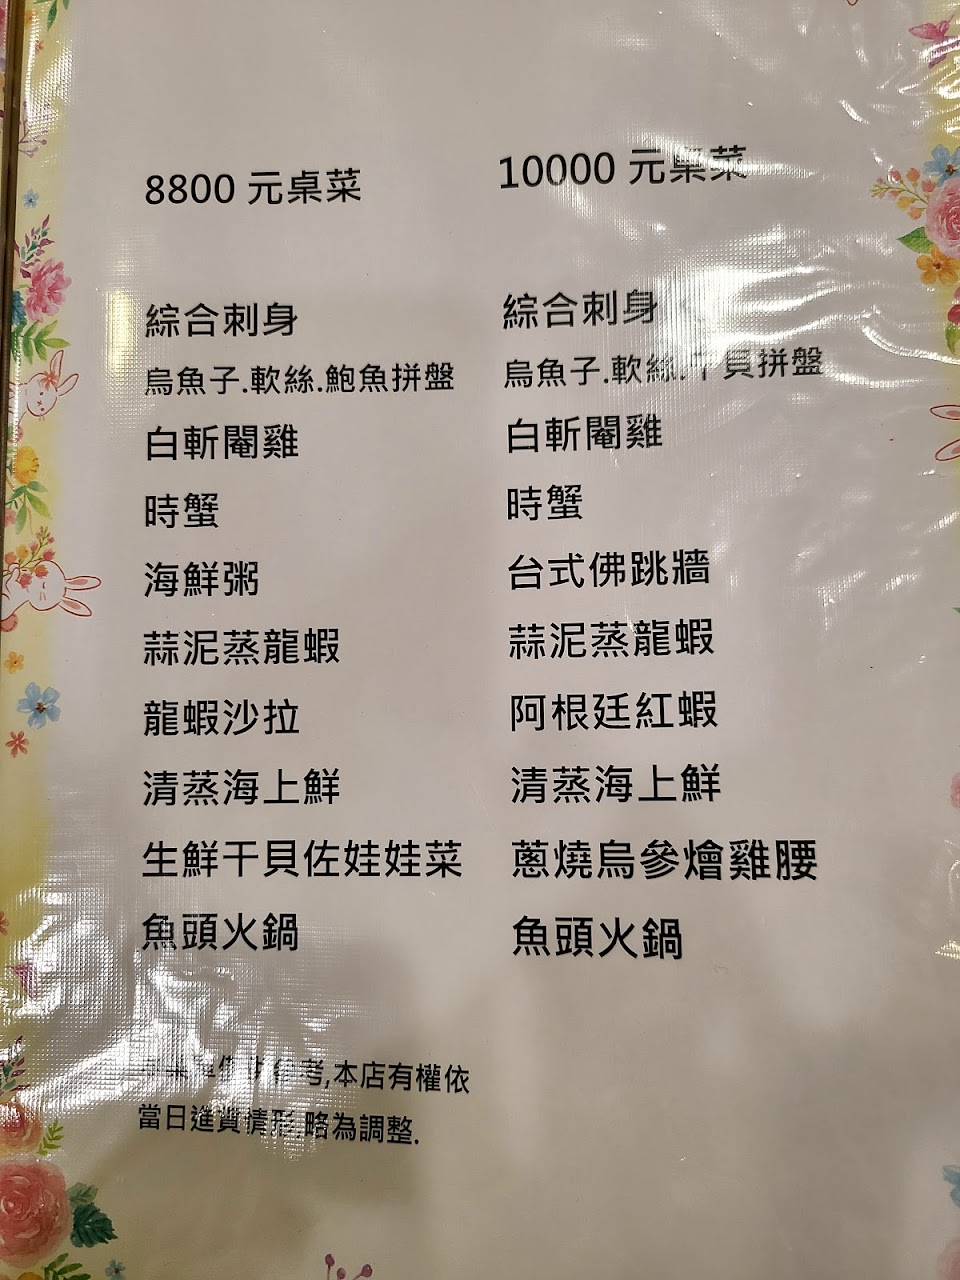 8800 元桌菜
綜合刺身
烏魚子.軟絲.鮑魚拼盤
白斬閹雞
時蟹
海鮮粥
蒜泥蒸龍蝦
龍蝦沙拉
清蒸海上鮮
生鮮干貝佐娃娃菜
魚頭火鍋
10000 元桌菜
綜合刺身
烏魚子.軟絲.干貝拼盤
白斬閹雞
時蟹
台式佛跳牆
蒜泥蒸龍蝦
阿根廷紅蝦
清蒸海上鮮
蔥燒烏參燴雞腰
魚頭火鍋
考,本店有權依
當日進貨情形,略為調整.